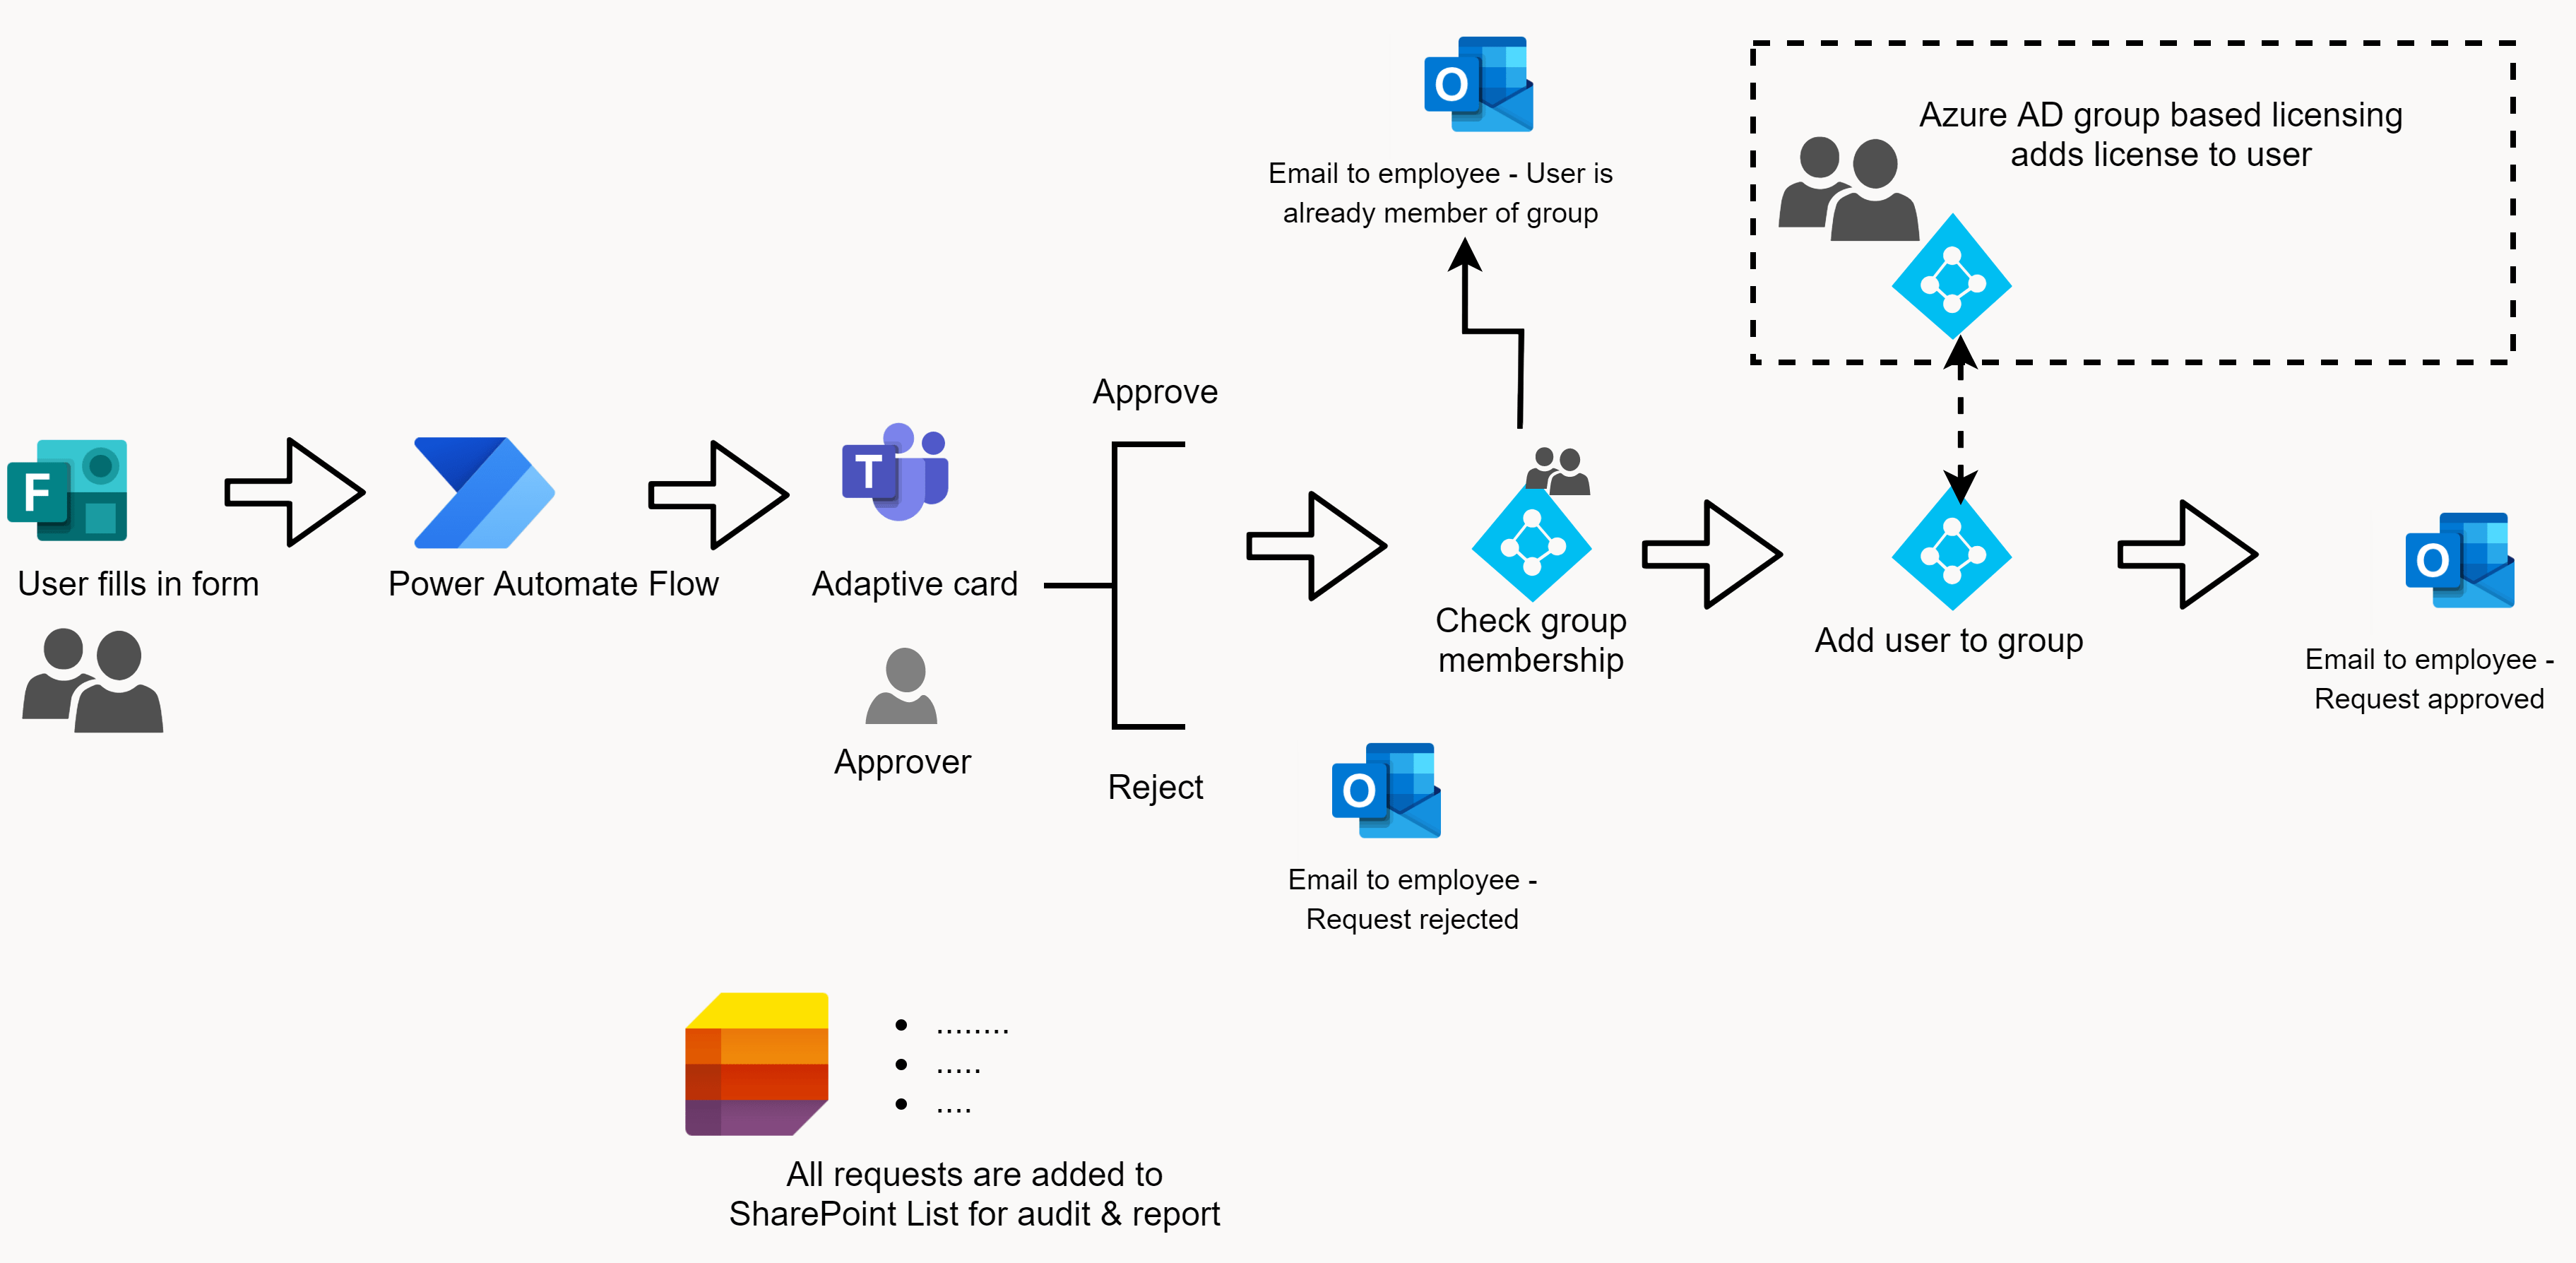 Email to employee - User is
already member of group
Azure AD group based licensing
adds license to user
Approve
F
User fills in form
Power Automate Flow
T
Adaptive card
Approver
Reject
O
Check group
membership
Add user to group
O
Email to employee -
Request approved
O
Email to employee -
Request rejected
• ........
• .....
• ....
All requests are added to
SharePoint List for audit & report